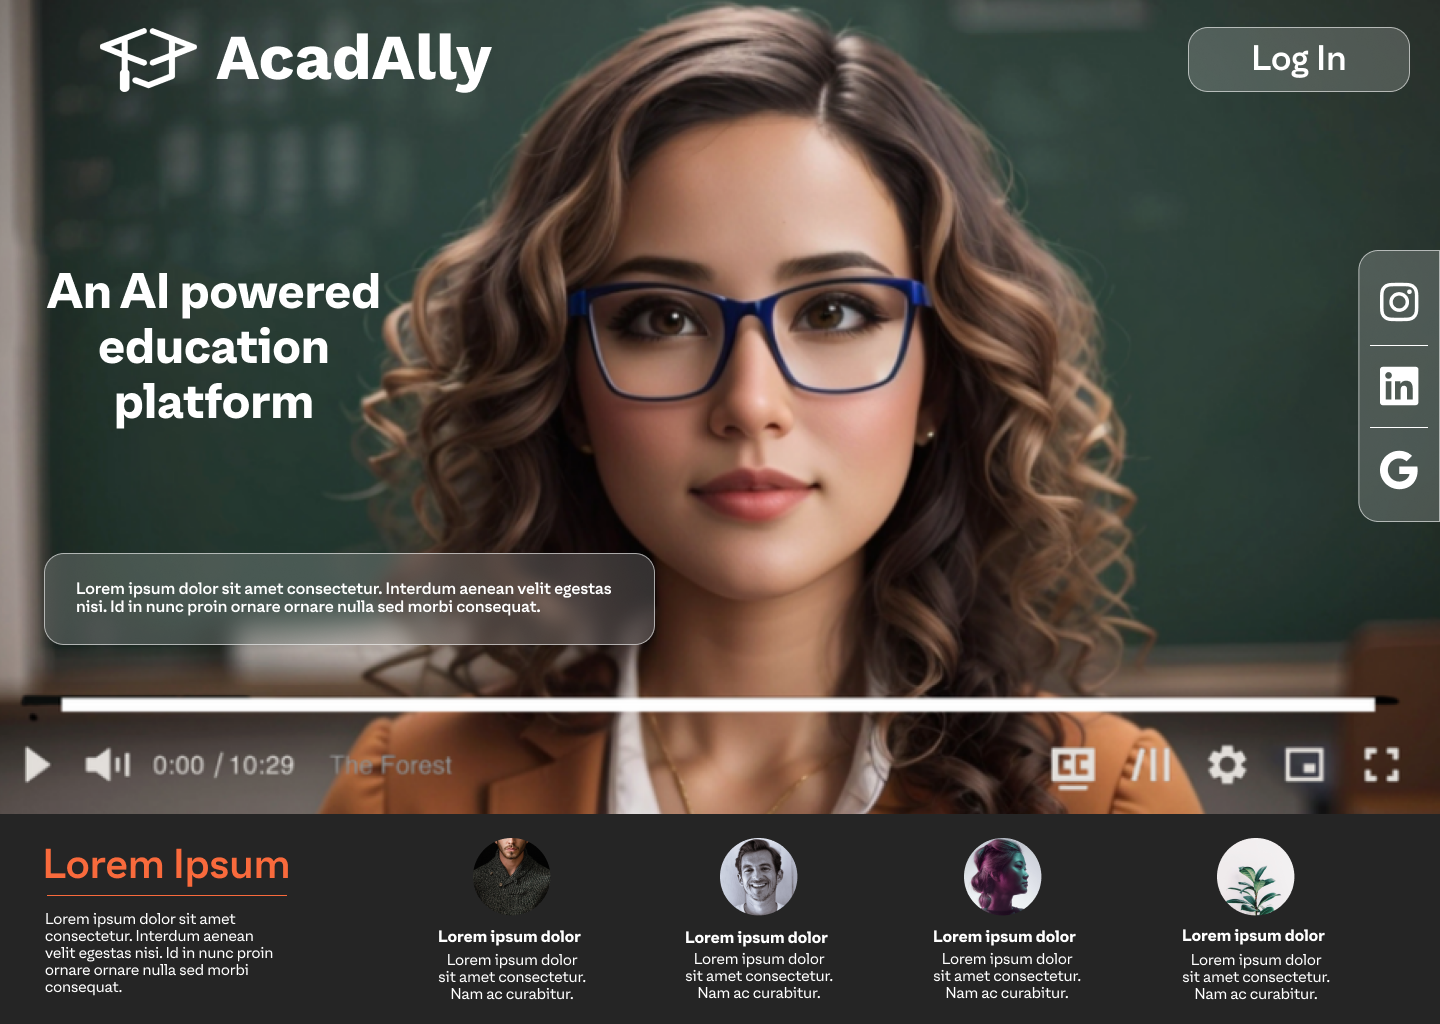 AcadAlly
Log In
An AI powered
education
platform
Lorem ipsum dolor sit amet consectetur. Interdum aenean velit egestas
nisi. Id in nunc proin ornare ornare nulla sed morbi consequat.
0:00 / 10:29
The Forest
CC
Lorem Ipsum
Lorem ipsum dolor sit amet
consectetur. Interdum aenean
velit egestas nisi. Id in nunc proin
ornare ornare nulla sed morbi
consequat.
Lorem ipsum dolor
Lorem ipsum dolor
sit amet consectetur.
Nam ac curabitur.
Lorem ipsum dolor
Lorem ipsum dolor
sit amet consectetur.
Nam ac curabitur.
Lorem ipsum dolor
Lorem ipsum dolor
sit amet consectetur.
Nam ac curabitur.
Lorem ipsum dolor
Lorem ipsum dolor
sit amet consectetur.
Nam ac curabitur.